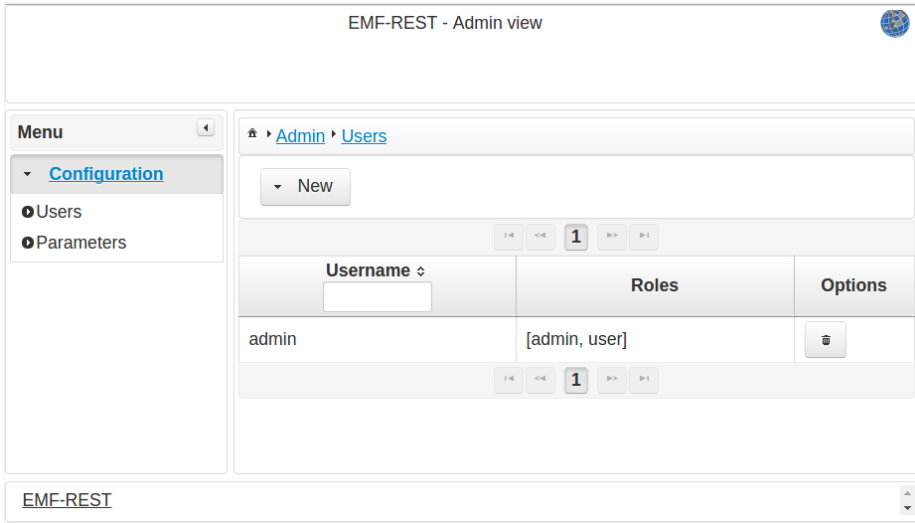 EMF-REST - Admin view
Menu
Configuration
Users
Parameters
Admin Users
New
1
Username Roles Options
admin [admin, user]
1
EMF-REST